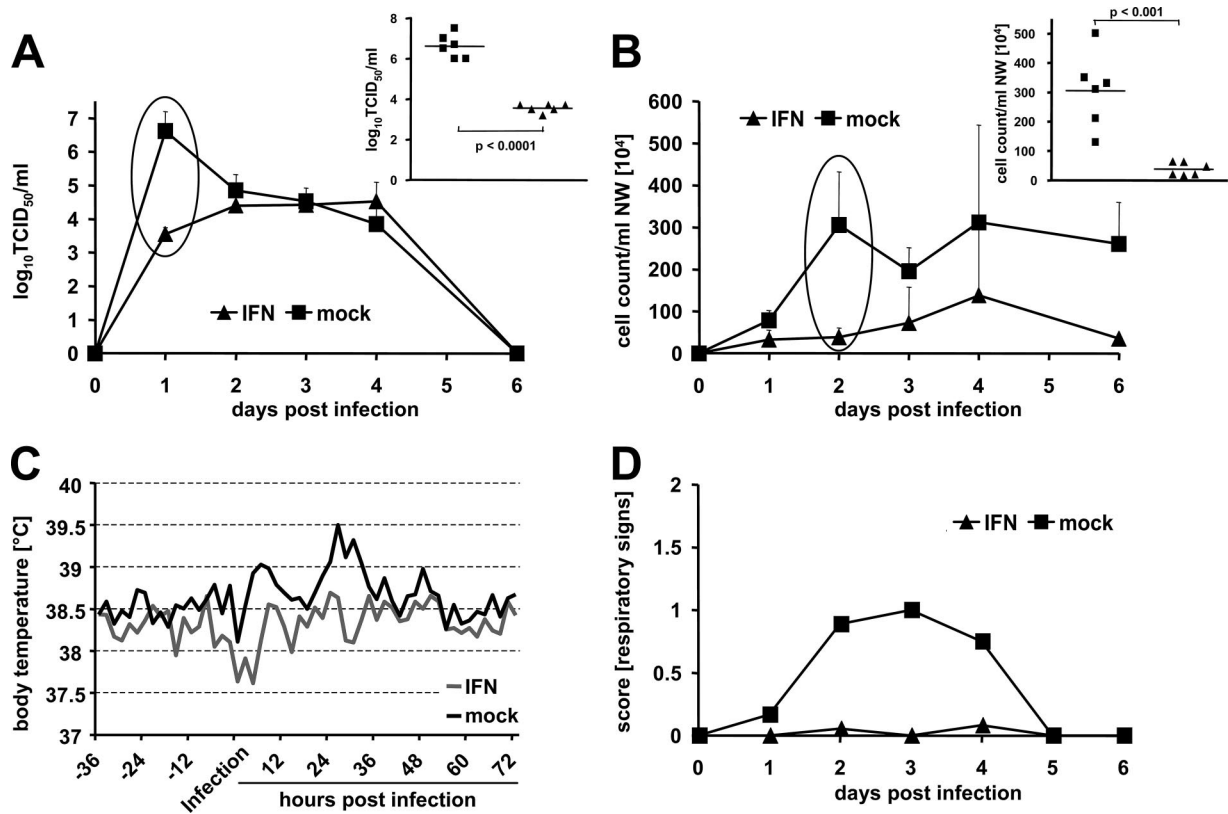 A
log₁₀TCID₅₀/ml
7
6
5
4
3
2
1
0
0 1 2 3 4 5 6
days post infection
IFN mock
log₁₀TCID₅₀/ml
8
6
4
2
0
p < 0.0001
B
cell count/ml NW [10⁴]
600
500
400
300
200
100
0
0 1 2 3 4 5 6
days post infection
IFN mock
cell count/ml NW [10⁴]
p < 0.001
500
400
300
200
100
0
C
body temperature [°C]
40
39.5
39
38.5
38
37.5
37
IFN
mock
-36 -24 -12 Infection 12 24 36 48 60 72
hours post infection
D
score [respiratory signs]
2
1.5
1
0.5
0
IFN mock
0 1 2 3 4 5 6
days post infection